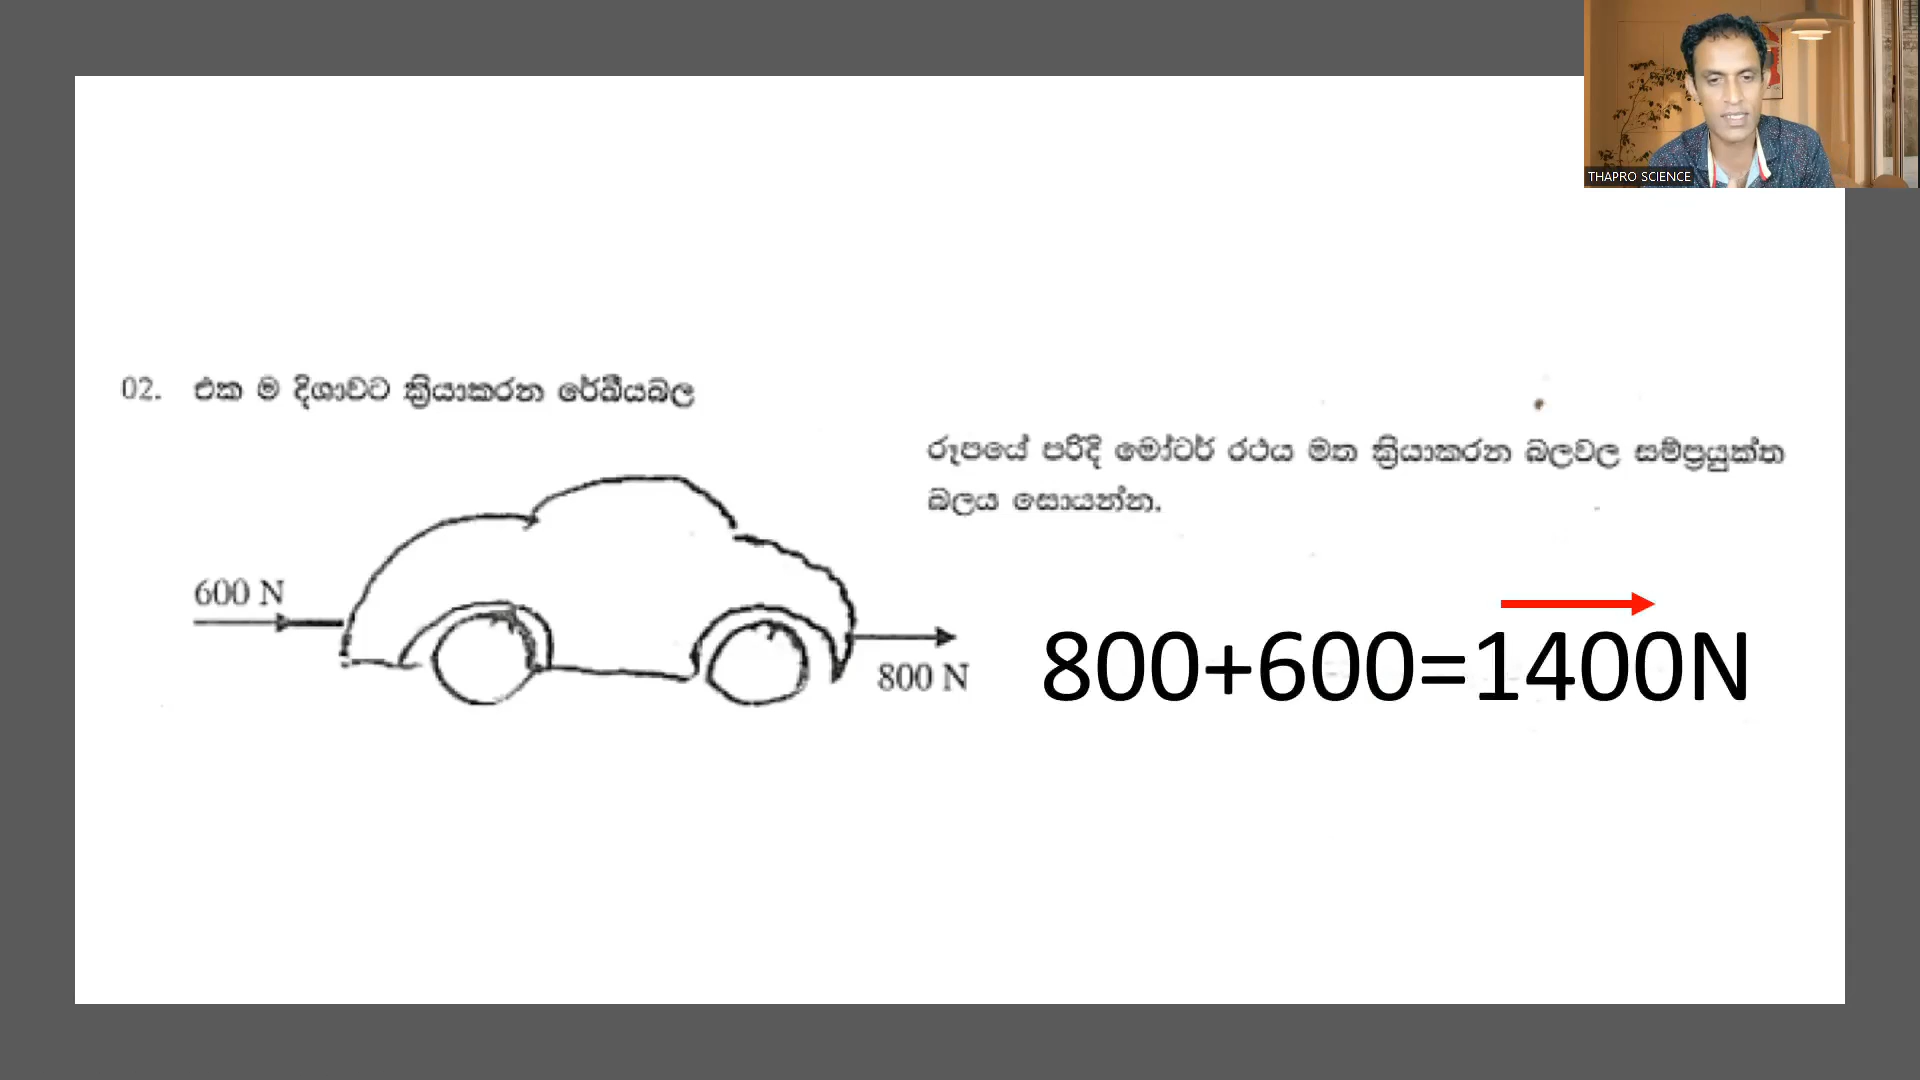 THAPRO SCIENCE
02. එක ම දිශාවට ක්‍රියාකරන රේඛීයබල
රූපයේ පරිදි මෝටර් රථය මත ක්‍රියාකරන බලවල සම්ප්‍රයුක්ත
බලය සොයන්න.
600 N
800 N
800+600=1400N